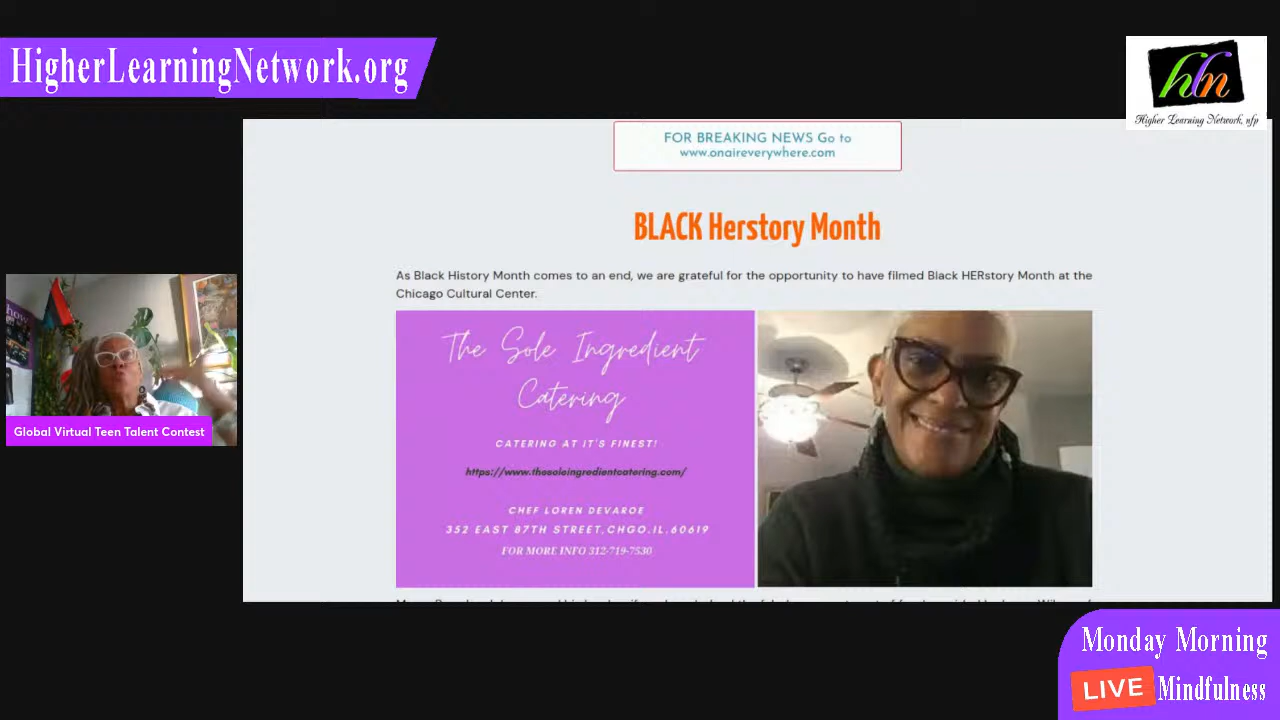 HigherLearningNetwork.org
hln
Higher Learning Network, nfp
FOR BREAKING NEWS Go to
www.onaireverywhere.com
BLACK Herstory Month
As Black History Month comes to an end, we are grateful for the opportunity to have filmed Black HERstory Month at the
Chicago Cultural Center.
The Sole Ingredient
Catering
CATERING AT IT'S FINEST!
https://www.thesoleingredientcatering.com/
CHEF LOREN DEVAROE
352 EAST 87TH STREET,CHGO.IL.60619
FOR MORE INFO 312-719-7530
Global Virtual Teen Talent Contest
Monday Morning
LIVE Mindfulness